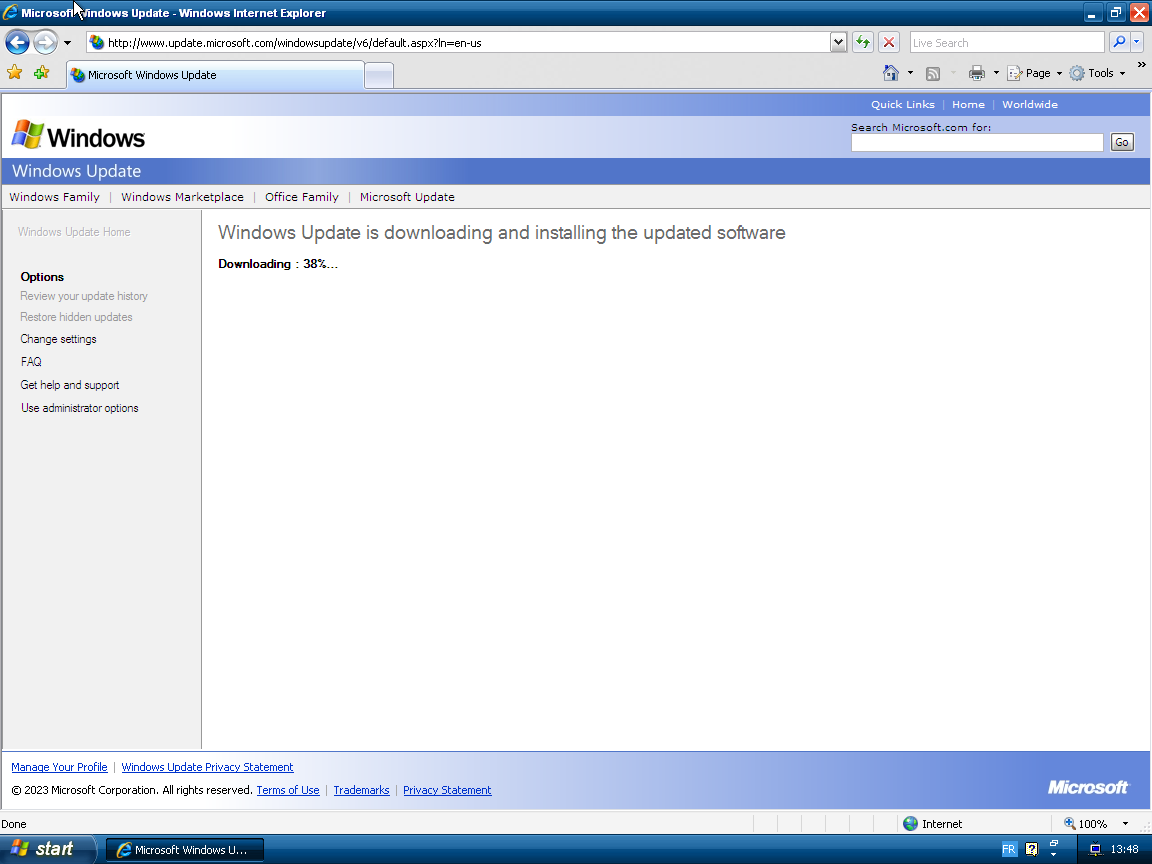 Microsoft Windows Update - Windows Internet Explorer
http://www.update.microsoft.com/windowsupdate/v6/default.aspx?ln=en-us
Live Search
Microsoft Windows Update
Page
Tools
Quick Links | Home | Worldwide
Windows
Search Microsoft.com for:
Go
Windows Update
Windows Family | Windows Marketplace | Office Family | Microsoft Update
Windows Update Home
Options
Review your update history
Restore hidden updates
Change settings
FAQ
Get help and support
Use administrator options
Windows Update is downloading and installing the updated software
Downloading : 38%...
Manage Your Profile | Windows Update Privacy Statement
© 2023 Microsoft Corporation. All rights reserved. Terms of Use | Trademarks | Privacy Statement
Microsoft
Done
Internet
100%
start
Microsoft Windows U...
FR
13:48